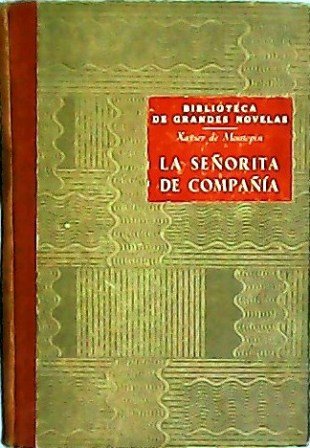 BIBLIOTECA
DE GRANDES NOVELAS
Xavier de Montepin
LA SEÑORITA
DE COMPAÑÍA